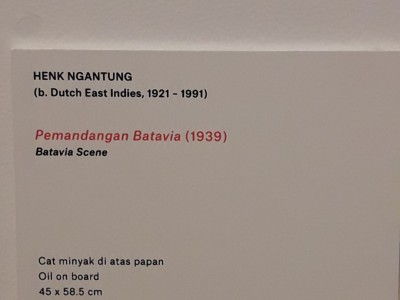 HENK NGANTUNG
(b. Dutch East Indies, 1921 - 1991)
Pemandangan Batavia (1939)
Batavia Scene
Cat minyak di atas papan
Oil on board
45 x 58.5 cm